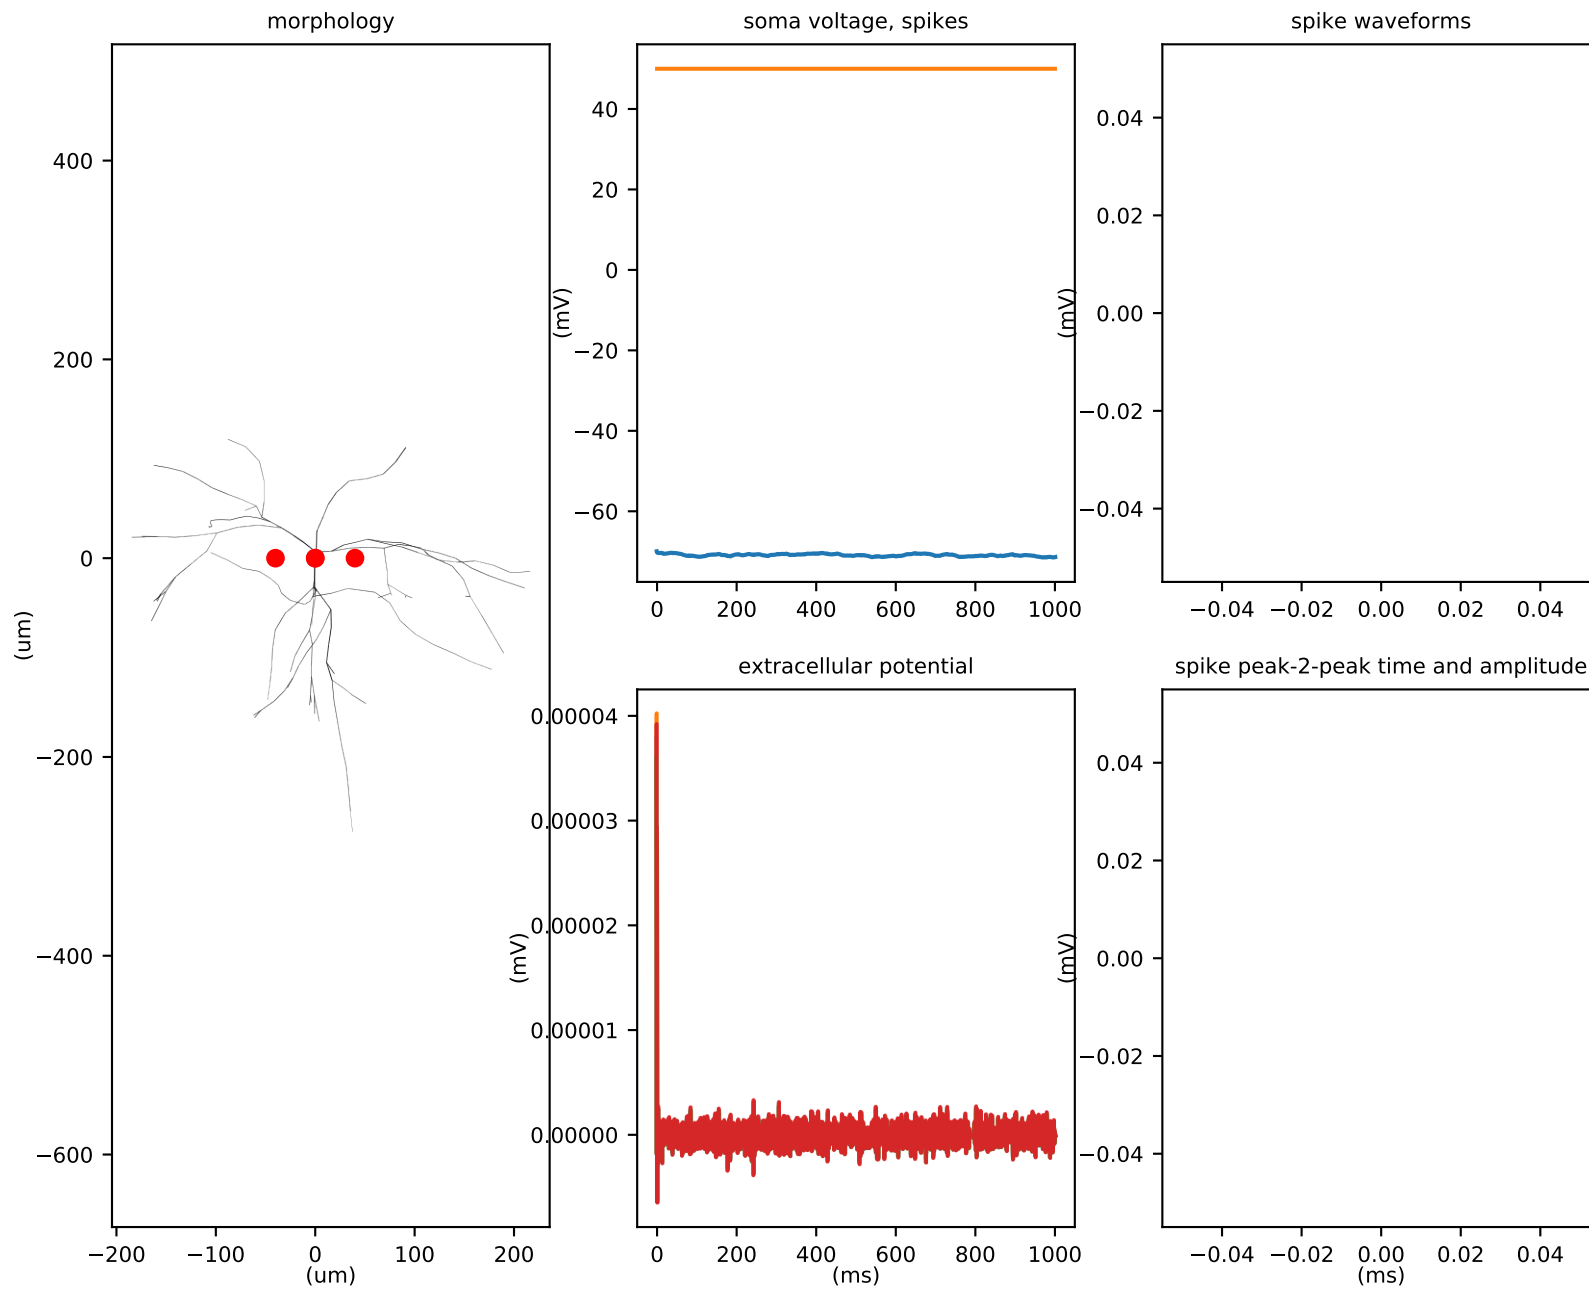 morphology
400
200
0
−200
−400
−600
(um)
−200 −100 0 100 200
(um)
soma voltage, spikes
40
20
0
−20
−40
−60
(mV)
0 200 400 600 800 1000
spike waveforms
0.04
0.02
0.00
−0.02
−0.04
(mV)
−0.04 −0.02 0.00 0.02 0.04
extracellular potential
0.00004
0.00003
0.00002
0.00001
0.00000
(mV)
0 200 400 600 800 1000
(ms)
spike peak-2-peak time and amplitude
0.04
0.02
0.00
−0.02
−0.04
(mV)
−0.04 −0.02 0.00 0.02 0.04
(ms)